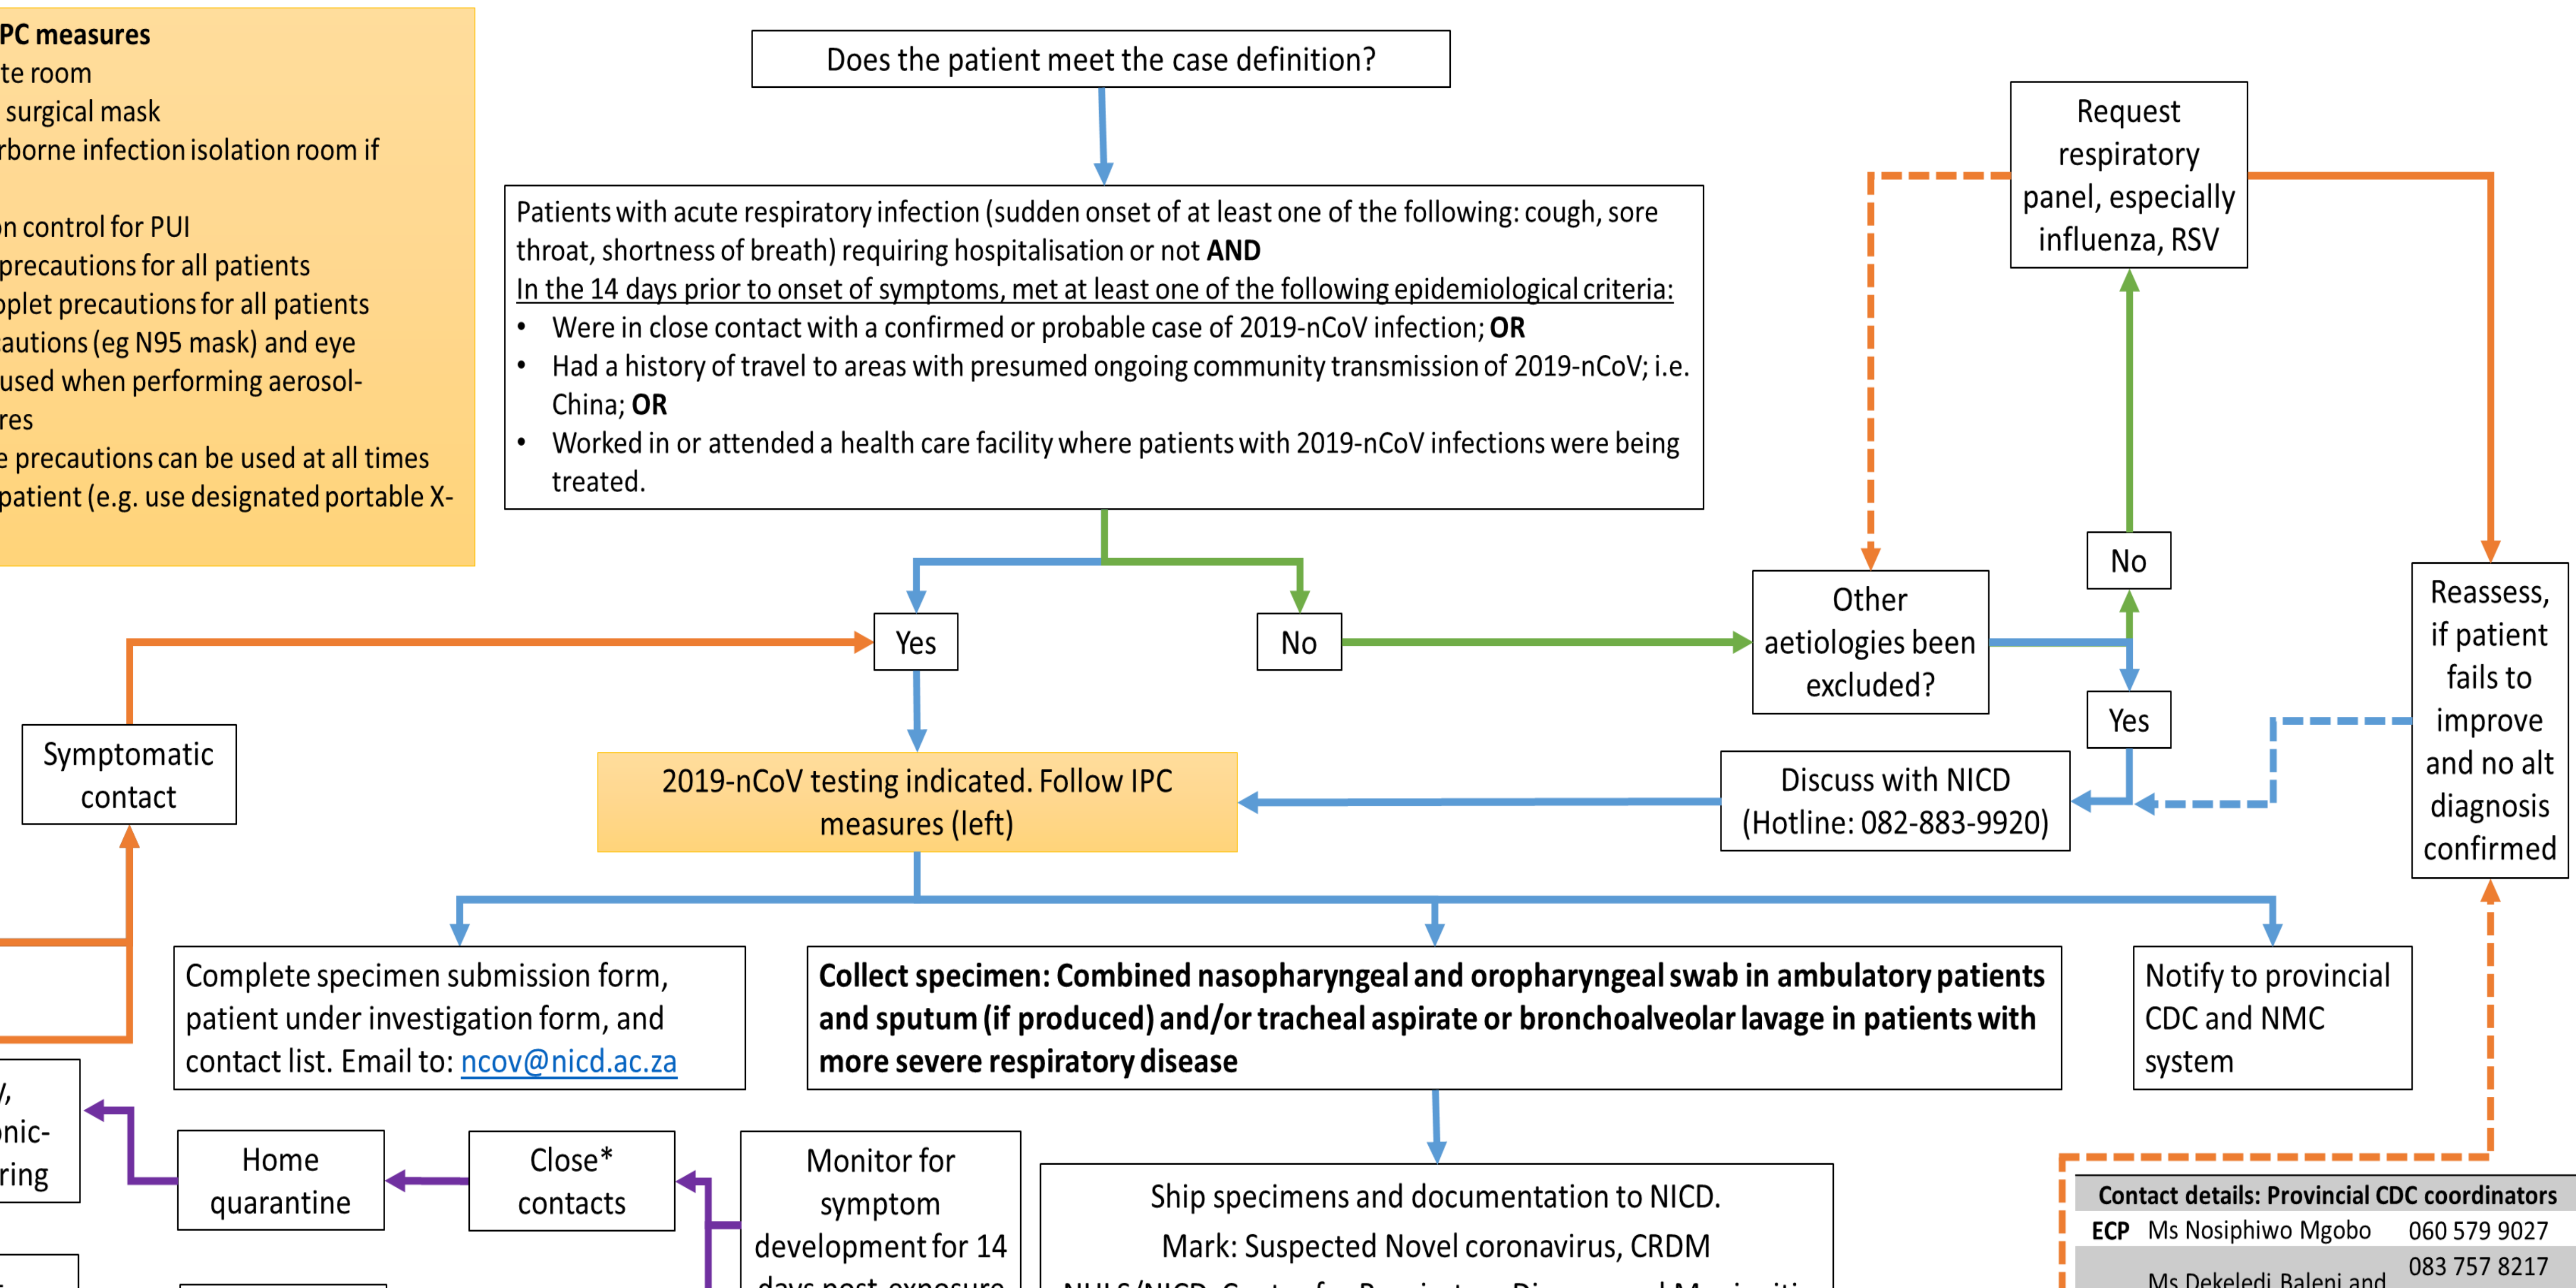 PC measures
te room
surgical mask
rborne infection isolation room if
on control for PUI
precautions for all patients
oplet precautions for all patients
autions (eg N95 mask) and eye
used when performing aerosol-
res
e precautions can be used at all times
patient (e.g. use designated portable X-
Does the patient meet the case definition?
Patients with acute respiratory infection (sudden onset of at least one of the following: cough, sore
throat, shortness of breath) requiring hospitalisation or not AND
In the 14 days prior to onset of symptoms, met at least one of the following epidemiological criteria:
• Were in close contact with a confirmed or probable case of 2019-nCoV infection; OR
• Had a history of travel to areas with presumed ongoing community transmission of 2019-nCoV; i.e.
China; OR
• Worked in or attended a health care facility where patients with 2019-nCoV infections were being
treated.
Request
respiratory
panel, especially
influenza, RSV
No
Yes
No
Other
aetiologies been
excluded?
Yes
Reassess,
if patient
fails to
improve
and no alt
diagnosis
confirmed
Symptomatic
contact
2019-nCoV testing indicated. Follow IPC
measures (left)
Discuss with NICD
(Hotline: 082-883-9920)
Complete specimen submission form,
patient under investigation form, and
contact list. Email to: ncov@nicd.ac.za
Collect specimen: Combined nasopharyngeal and oropharyngeal swab in ambulatory patients
and sputum (if produced) and/or tracheal aspirate or bronchoalveolar lavage in patients with
more severe respiratory disease
Notify to provincial
CDC and NMC
system
y,
onic-
ring
Home
quarantine
Close*
contacts
Monitor for
symptom
development for 14
days post-exposure
Ship specimens and documentation to NICD.
Mark: Suspected Novel coronavirus, CRDM
Contact details: Provincial CDC coordinators
ECP Ms Nosiphiwo Mgobo 060 579 9027
083 757 8217
Ms Dekeledi Baleni and